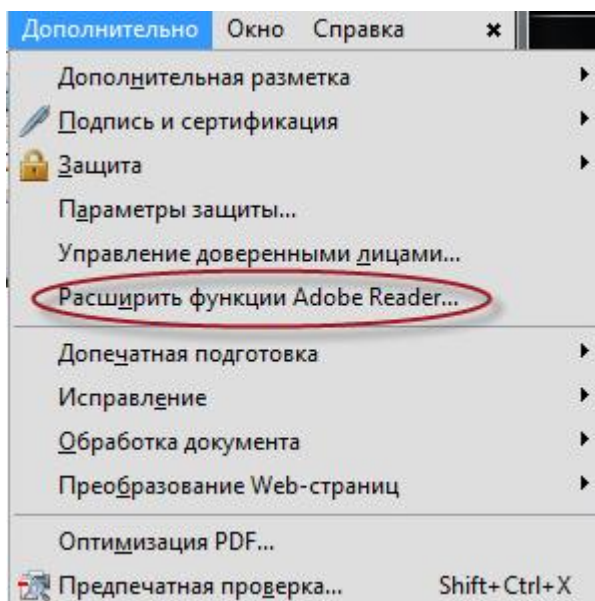 Дополнительно Окно Справка
Дополнительная разметка
Подпись и сертификация
Защита
Параметры защиты...
Управление доверенными лицами...
Расширить функции Adobe Reader...
Допечатная подготовка
Исправление
Обработка документа
Преобразование Web-страниц
Оптимизация PDF...
Предпечатная проверка... Shift+Ctrl+X